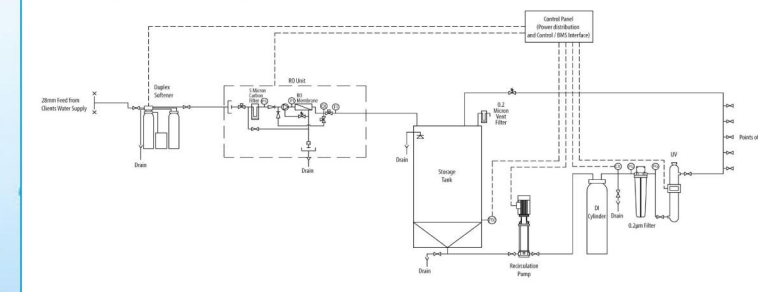 Control Panel
(Power distribution
and Control / BMS Interface)
RO Unit
Duplex
Softener
5 Micron
Carbon
Filter
RO
Membrane
28mm Feed from
Clients Water Supply
0.2
Micron
Vent
Filter
Points of
UV
Drain
Drain
Drain
Storage
Tank
DI
Cylinder
Drain
0.2µm Filter
Recirculation
Pump
Drain